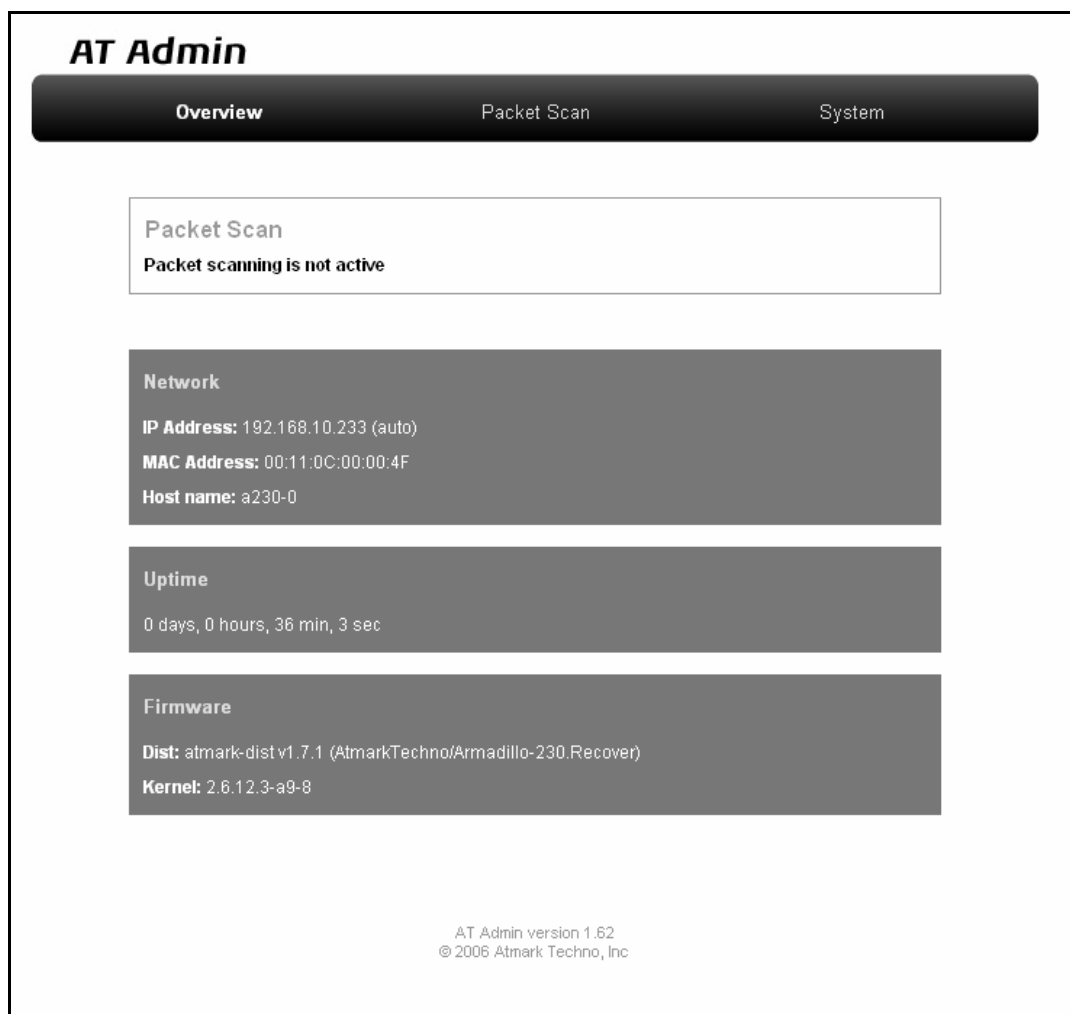 AT Admin
Overview
Packet Scan
System
Packet Scan
Packet scanning is not active
Network
IP Address: 192.168.10.233 (auto)
MAC Address: 00:11:0C:00:00:4F
Host name: a230-0
Uptime
0 days, 0 hours, 36 min, 3 sec
Firmware
Dist: atmark-dist v1.7.1 (AtmarkTechno/Armadillo-230.Recover)
Kernel: 2.6.12.3-a9-8
AT Admin version 1.62
© 2006 Atmark Techno, Inc